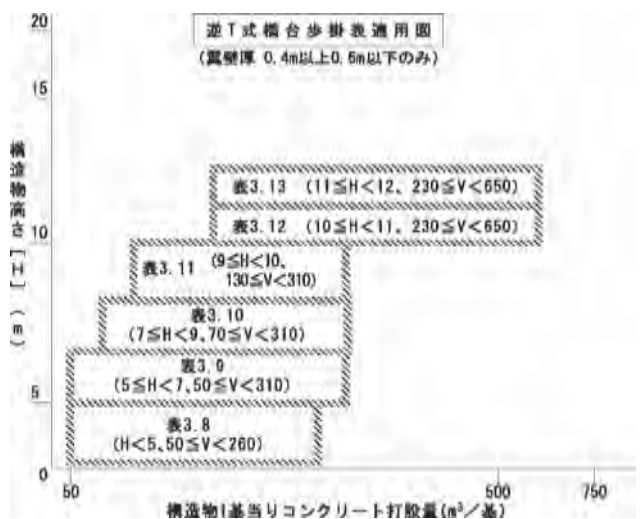 逆T式橋台歩掛表適用図
(翼壁厚 0.4m以上0.6m以下のみ)
20
15
10
5
0
構造物高さ[H](m)
表3.13 (11≦H<12、230≦V<650)
表3.12 (10≦H<11、230≦V<650)
表3.11 (9≦H<10、
130≦V<310)
表3.10
(7≦H<9、70≦V<310)
表3.9
(5≦H<7、50≦V<310)
表3.8
(H<5、50≦V<260)
50 500 750
構造物1基当りコンクリート打設量(m³/基)